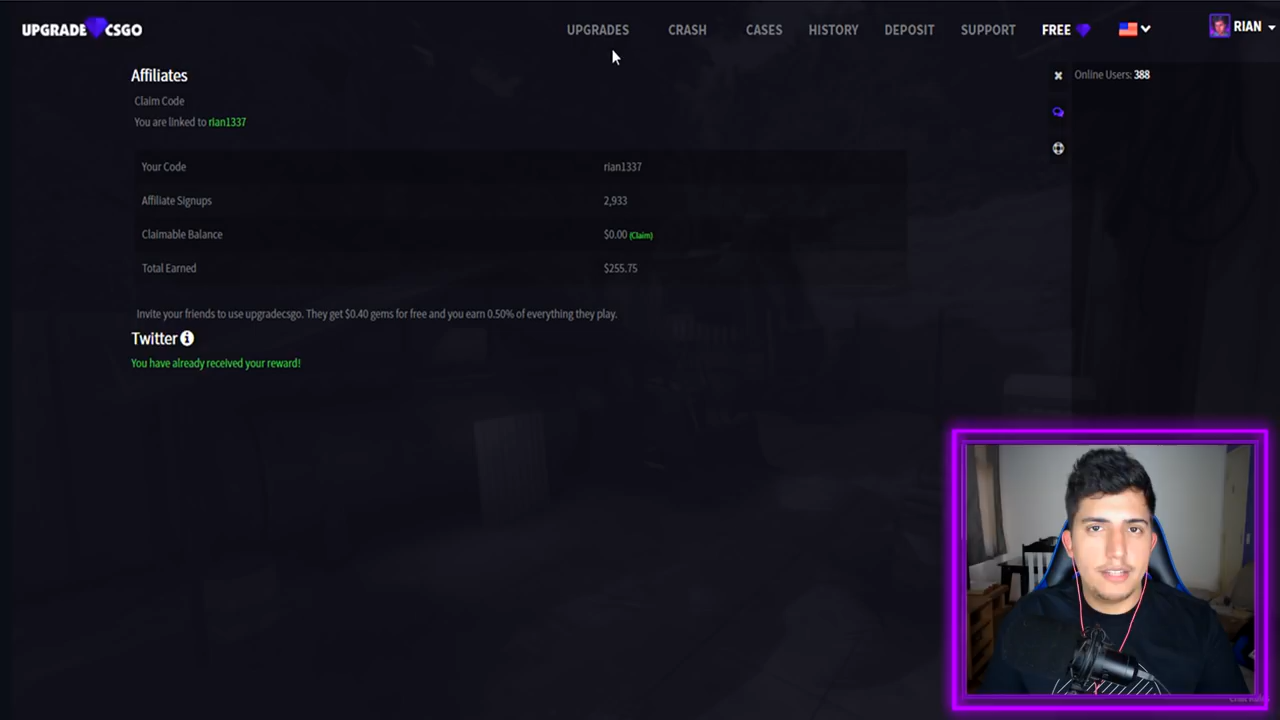 UPGRADE CSGO
UPGRADES CRASH CASES HISTORY DEPOSIT SUPPORT FREE RIAN
Affiliates
Online Users: 388
Claim Code
You are linked to rian1337
Your Code rian1337
Affiliate Signups 2,933
Claimable Balance $0.00 (Claim)
Total Earned $255.75
Invite your friends to use upgradecsgo. They get $0.40 gems for free and you earn 0.50% of everything they play.
Twitter
You have already received your reward!